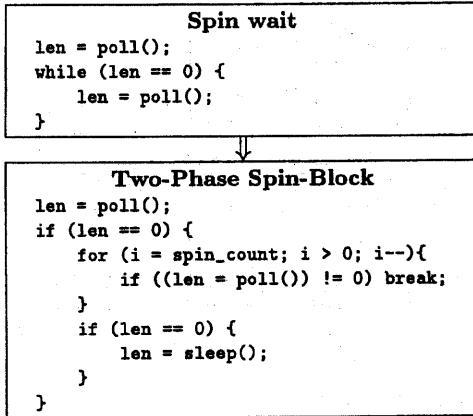 Spin wait
len = poll();
while (len == 0) {
    len = poll();
}
⇓
Two-Phase Spin-Block
len = poll();
if (len == 0) {
    for (i = spin_count; i > 0; i--){
        if ((len = poll()) != 0) break;
    }
    if (len == 0) {
        len = sleep();
    }
}